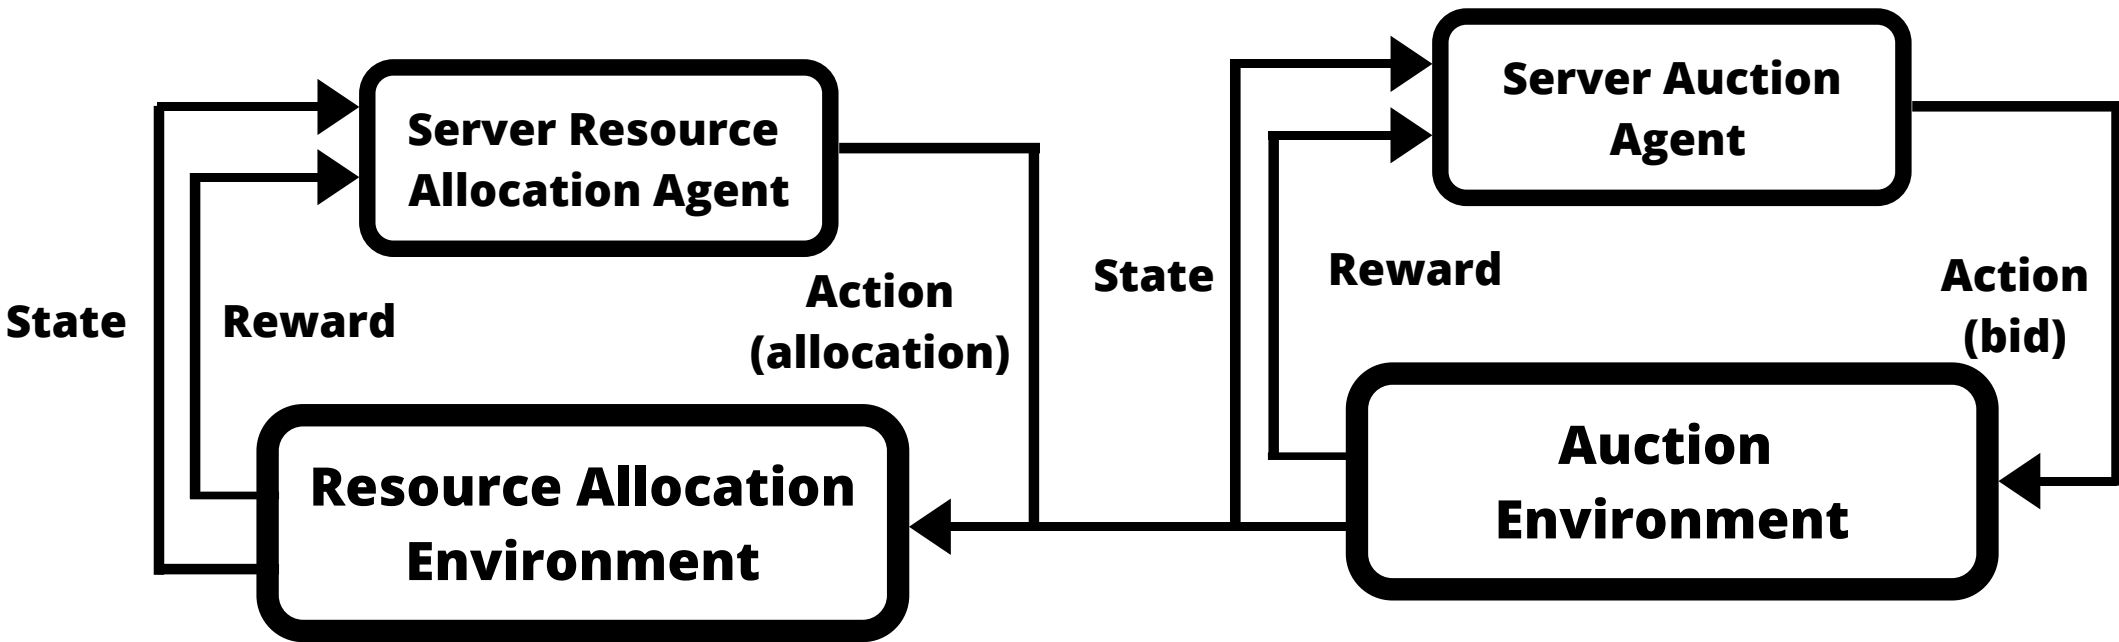 Server Resource
Allocation Agent
State
Reward
Action
(allocation)
Resource Allocation
Environment
Server Auction
Agent
State
Reward
Action
(bid)
Auction
Environment